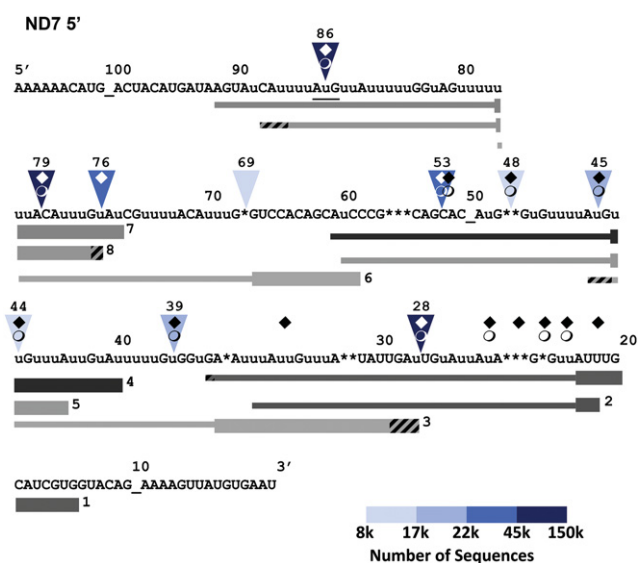 ND7 5’
86
5’ 100 90 80
AAAAAACAUG_ACUACAUGAUAAGUAuCAuuuuAuGuuAuuuuuGGuAGuuuuu
79 76 69 53 48 45
70 60 50
uuACAuuuGUAuCGuuuuACAuuuG*GUCCACAGCAuCCCG***CAGCAC_AuG**GuGuuuuAuGu
7
8
6
44 39 28
40 30 20
uGuuuAuuGuAuuuuuGuGGuGA*AuuuAuuGuuuA**UAUUGAuUGuAuuAuA***G*GuuAUUUG
4
2
5
3
10 3’
CAUCGUGGUACAG_AAAAGUUAUGUGAAU
1
8k 17k 22k 45k 150k
Number of Sequences